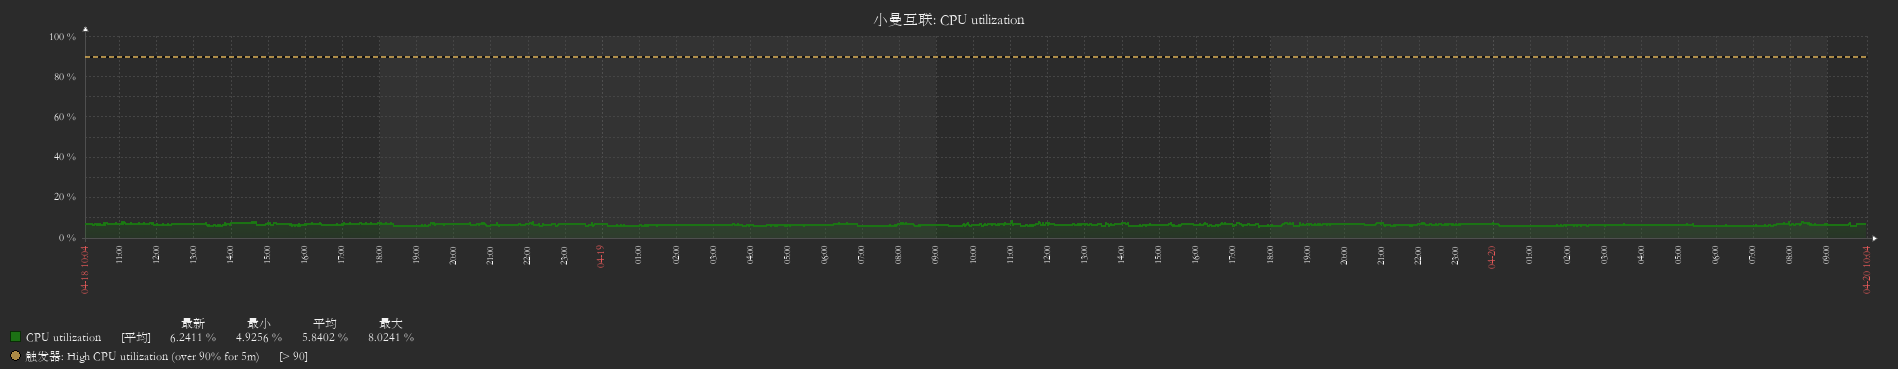 小曼互联: CPU utilization
100 %
80 %
60 %
40 %
20 %
0 %
04-18 10:04 11:00 12:00 13:00 14:00 15:00 16:00 17:00 18:00 19:00 20:00 21:00 22:00 23:00 04-19 01:00 02:00 03:00 04:00 05:00 06:00 07:00 08:00 09:00 10:00 11:00 12:00 13:00 14:00 15:00 16:00 17:00 18:00 19:00 20:00 21:00 22:00 23:00 04-20 01:00 02:00 03:00 04:00 05:00 06:00 07:00 08:00 09:00 04-20 10:04
最新 最小 平均 最大
CPU utilization [平均] 6.2411 % 4.9256 % 5.8402 % 8.0241 %
触发器: High CPU utilization (over 90% for 5m) [> 90]